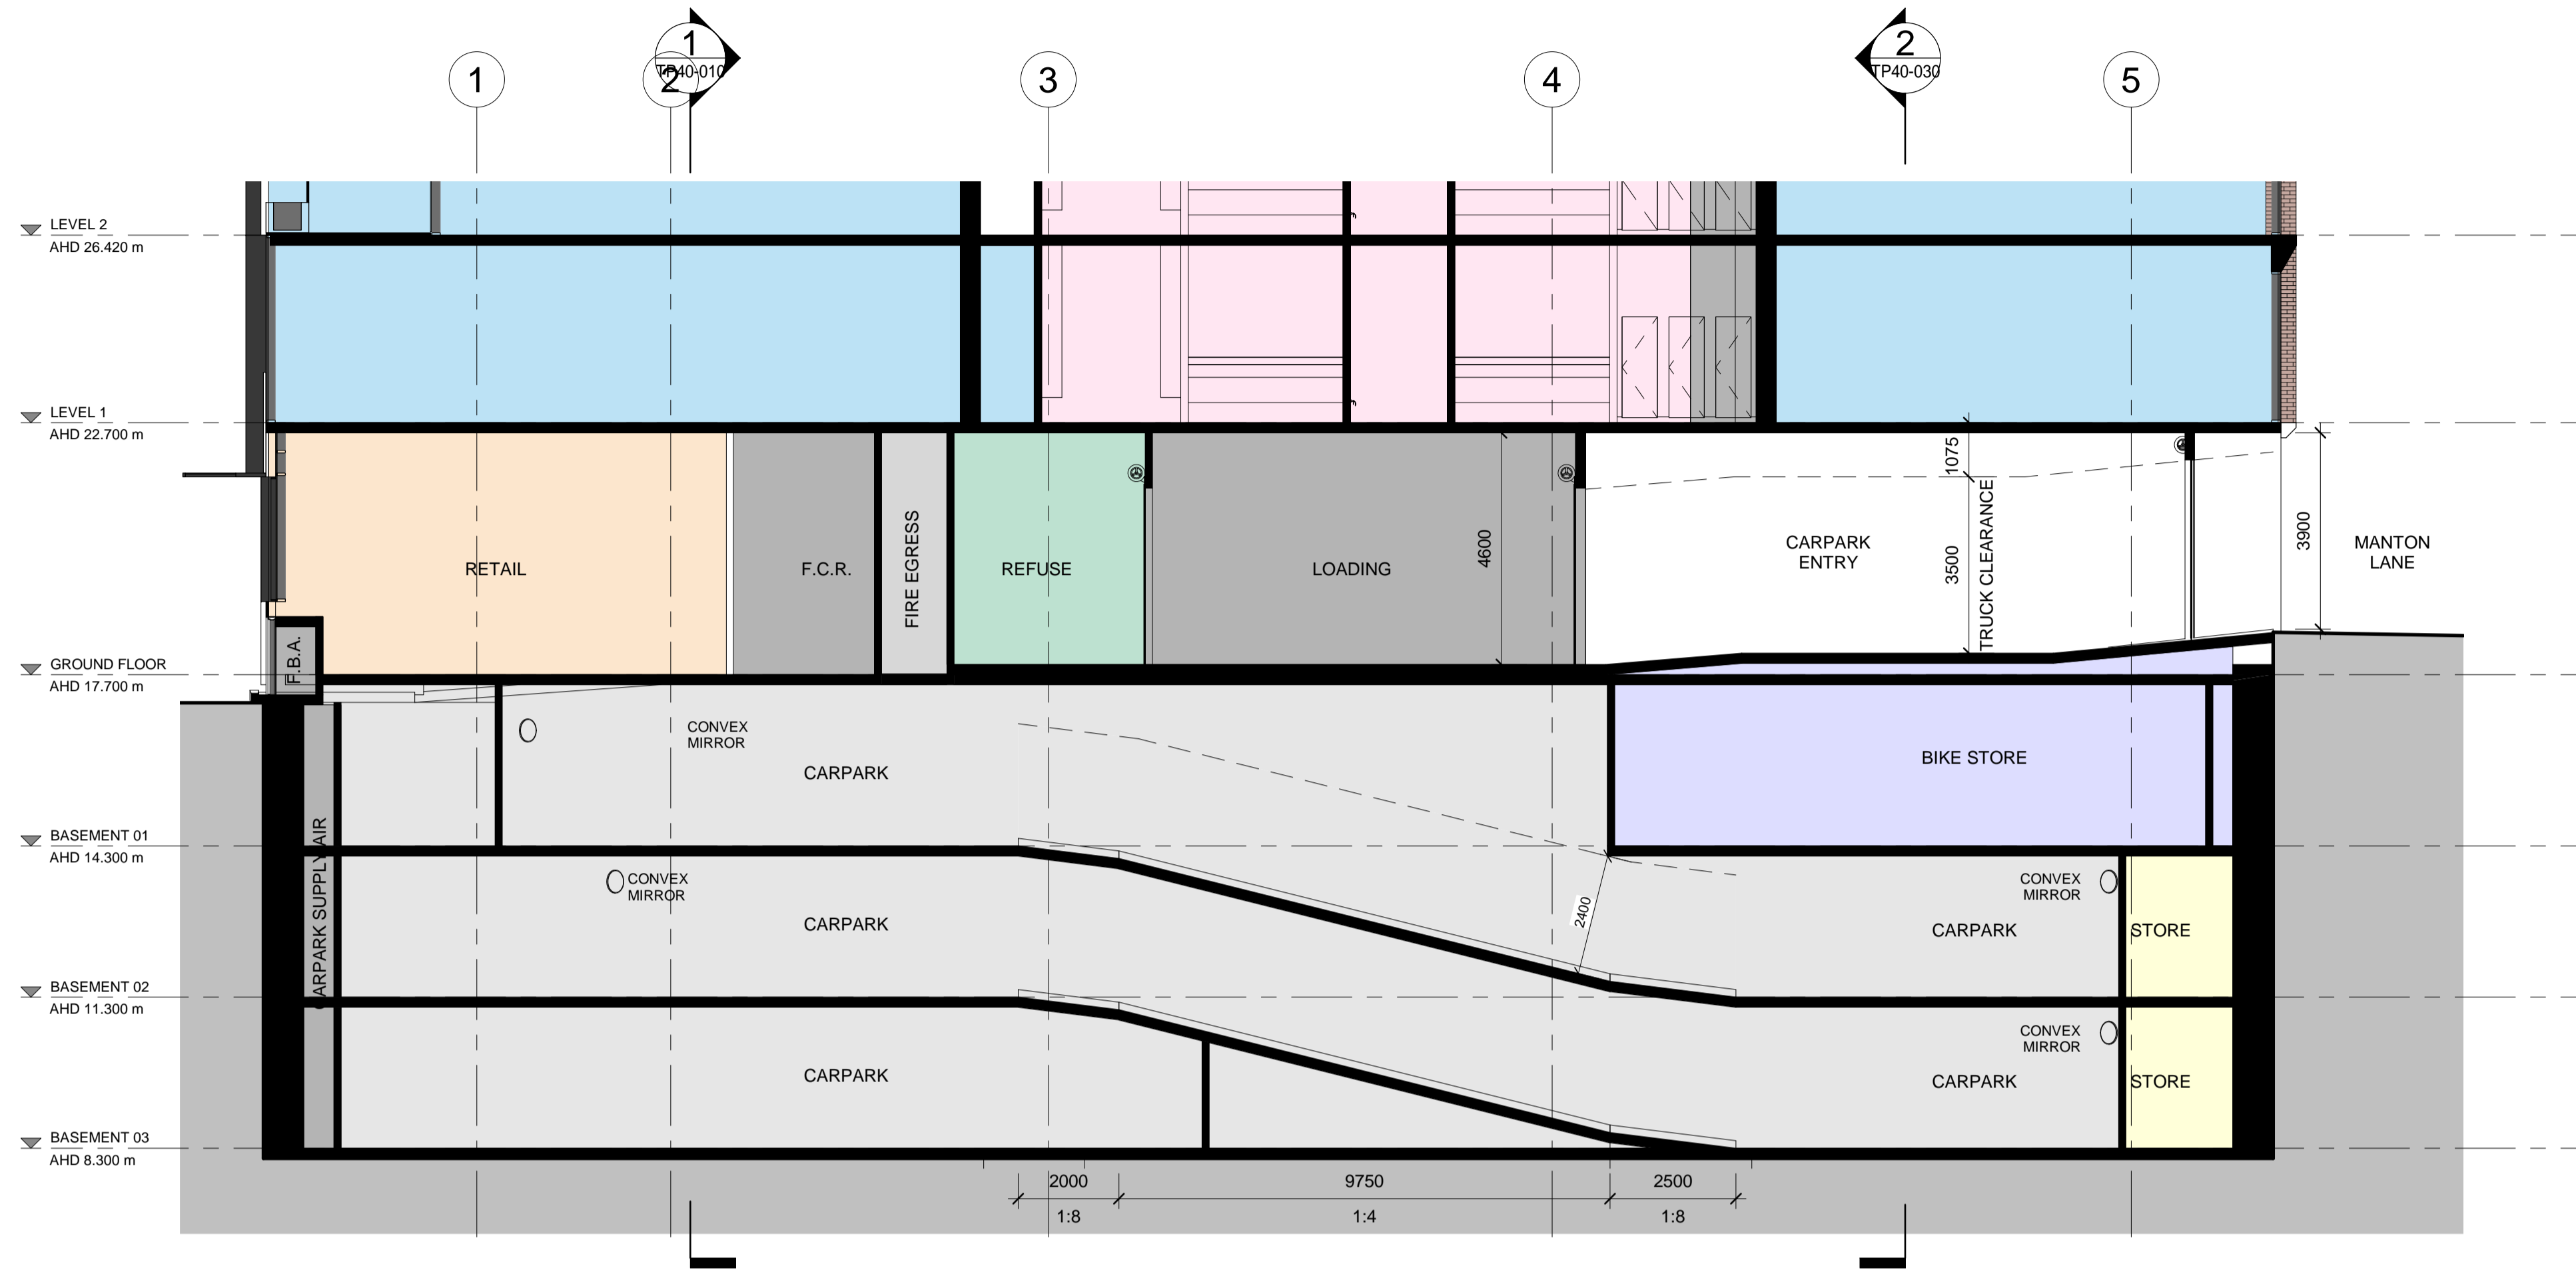 1
TP40-010
2
TP40-030
1
2
3
4
5
LEVEL 2
AHD 26.420 m
LEVEL 1
AHD 22.700 m
1075
TRUCK CLEARANCE
3500
3900
4600
RETAIL
F.C.R.
FIRE EGRESS
REFUSE
LOADING
CARPARK
ENTRY
MANTON
LANE
F.B.A.
GROUND FLOOR
AHD 17.700 m
CONVEX
MIRROR
CARPARK
BIKE STORE
BASEMENT 01
AHD 14.300 m
CARPARK SUPPLY AIR
CONVEX
MIRROR
CARPARK
2400
CONVEX
MIRROR
CARPARK
STORE
BASEMENT 02
AHD 11.300 m
CARPARK
CONVEX
MIRROR
CARPARK
STORE
BASEMENT 03
AHD 8.300 m
2000
9750
2500
1:8
1:4
1:8